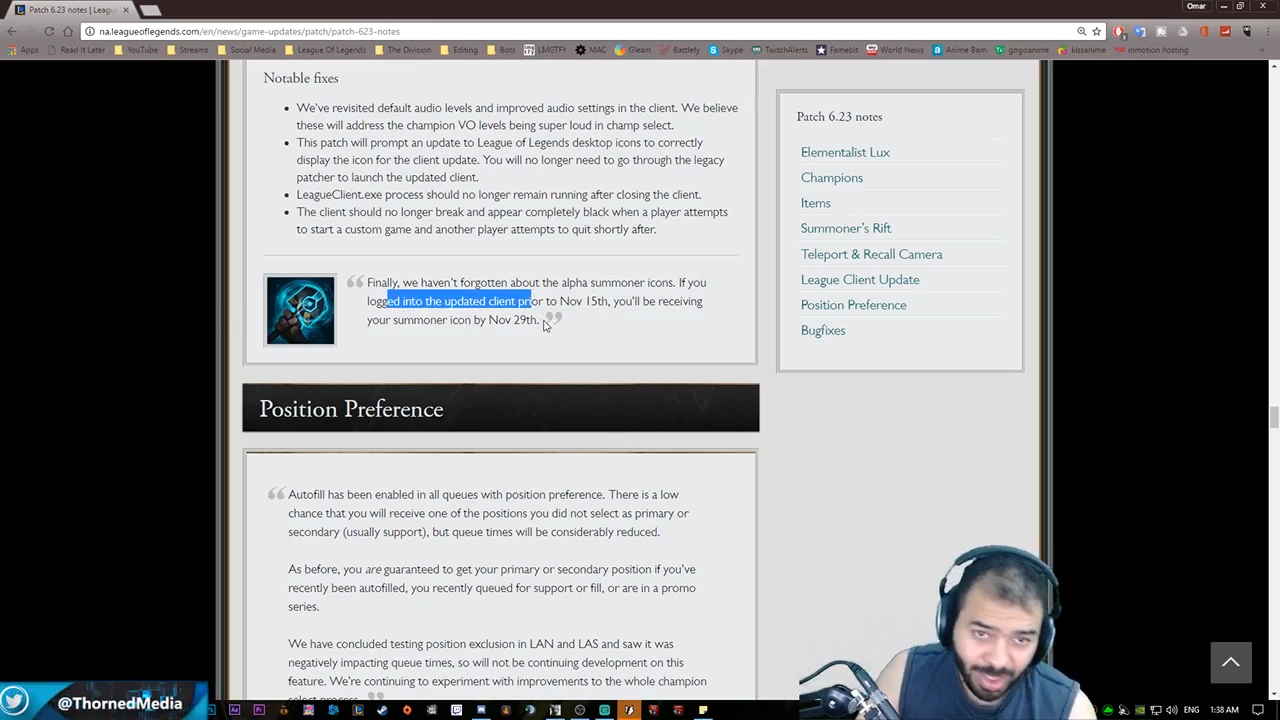 Patch 6.23 notes | Leagu
Omar
na.leagueoflegends.com/en/news/game-updates/patch/patch-623-notes
Apps Read It Later YouTube Streams Social Media League Of Legends The Division Editing Bots LMGTFY MAC Gleam Battlefy Skype TwitchAlerts Famebit World News Anime Bam gogoanime kissanime inmotion hosting
Notable fixes
• We've revisited default audio levels and improved audio settings in the client. We believe
these will address the champion VO levels being super loud in champ select.
• This patch will prompt an update to League of Legends desktop icons to correctly
display the icon for the client update. You will no longer need to go through the legacy
patcher to launch the updated client.
• LeagueClient.exe process should no longer remain running after closing the client.
• The client should no longer break and appear completely black when a player attempts
to start a custom game and another player attempts to quit shortly after.
“ Finally, we haven't forgotten about the alpha summoner icons. If you
logged into the updated client prior to Nov 15th, you'll be receiving
your summoner icon by Nov 29th. ”
Position Preference
“ Autofill has been enabled in all queues with position preference. There is a low
chance that you will receive one of the positions you did not select as primary or
secondary (usually support), but queue times will be considerably reduced.
As before, you are guaranteed to get your primary or secondary position if you've
recently been autofilled, you recently queued for support or fill, or are in a promo
series.
We have concluded testing position exclusion in LAN and LAS and saw it was
negatively impacting queue times, so will not be continuing development on this
feature. We're continuing to experiment with improvements to the whole champion
select process. ”
Patch 6.23 notes
Elementalist Lux
Champions
Items
Summoner's Rift
Teleport & Recall Camera
League Client Update
Position Preference
Bugfixes
@ThornedMedia
ENG
1:38 AM